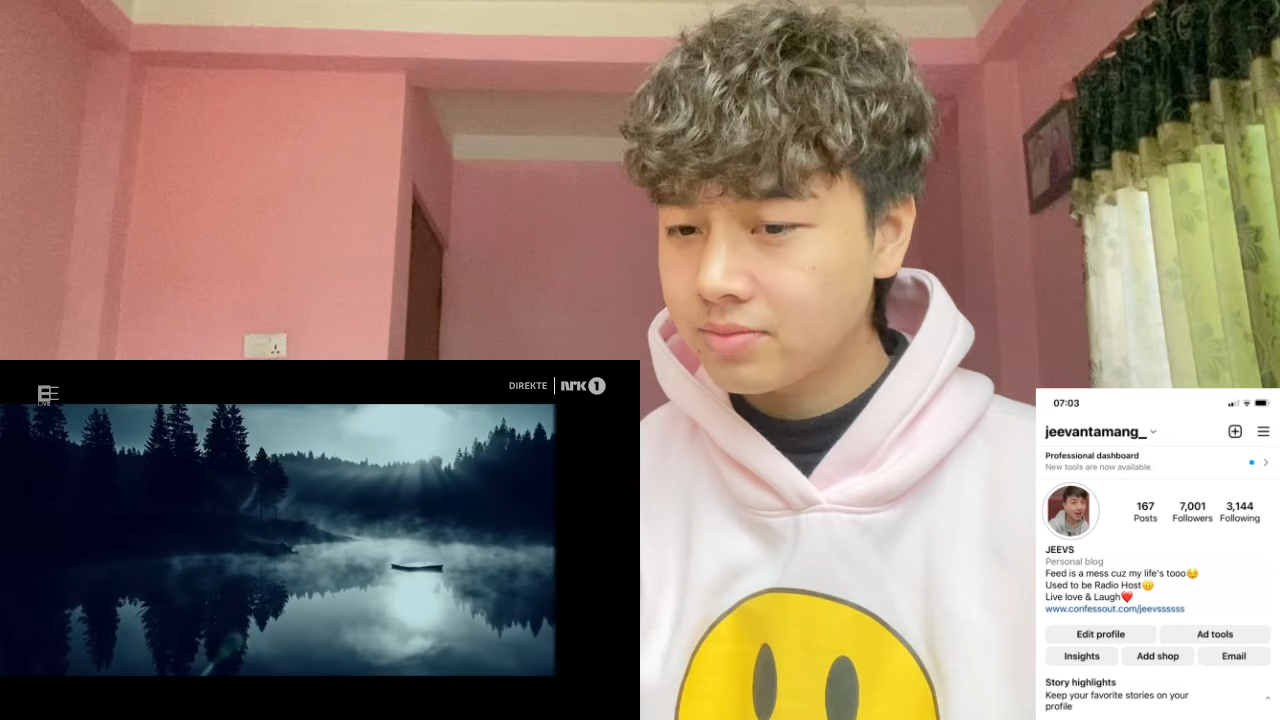 DIREKTE NRK 1
LIVE
07:03
jeevantamang_
Professional dashboard
New tools are now available.
167 7,001 3,144
Posts Followers Following
JEEVS
Personal blog
Feed is a mess cuz my life's tooo☺️
Used to be Radio Host🙃
Live love & Laugh❤️
www.confessout.com/jeevssssss
Edit profile Ad tools
Insights Add shop Email
Story highlights
Keep your favorite stories on your
profile